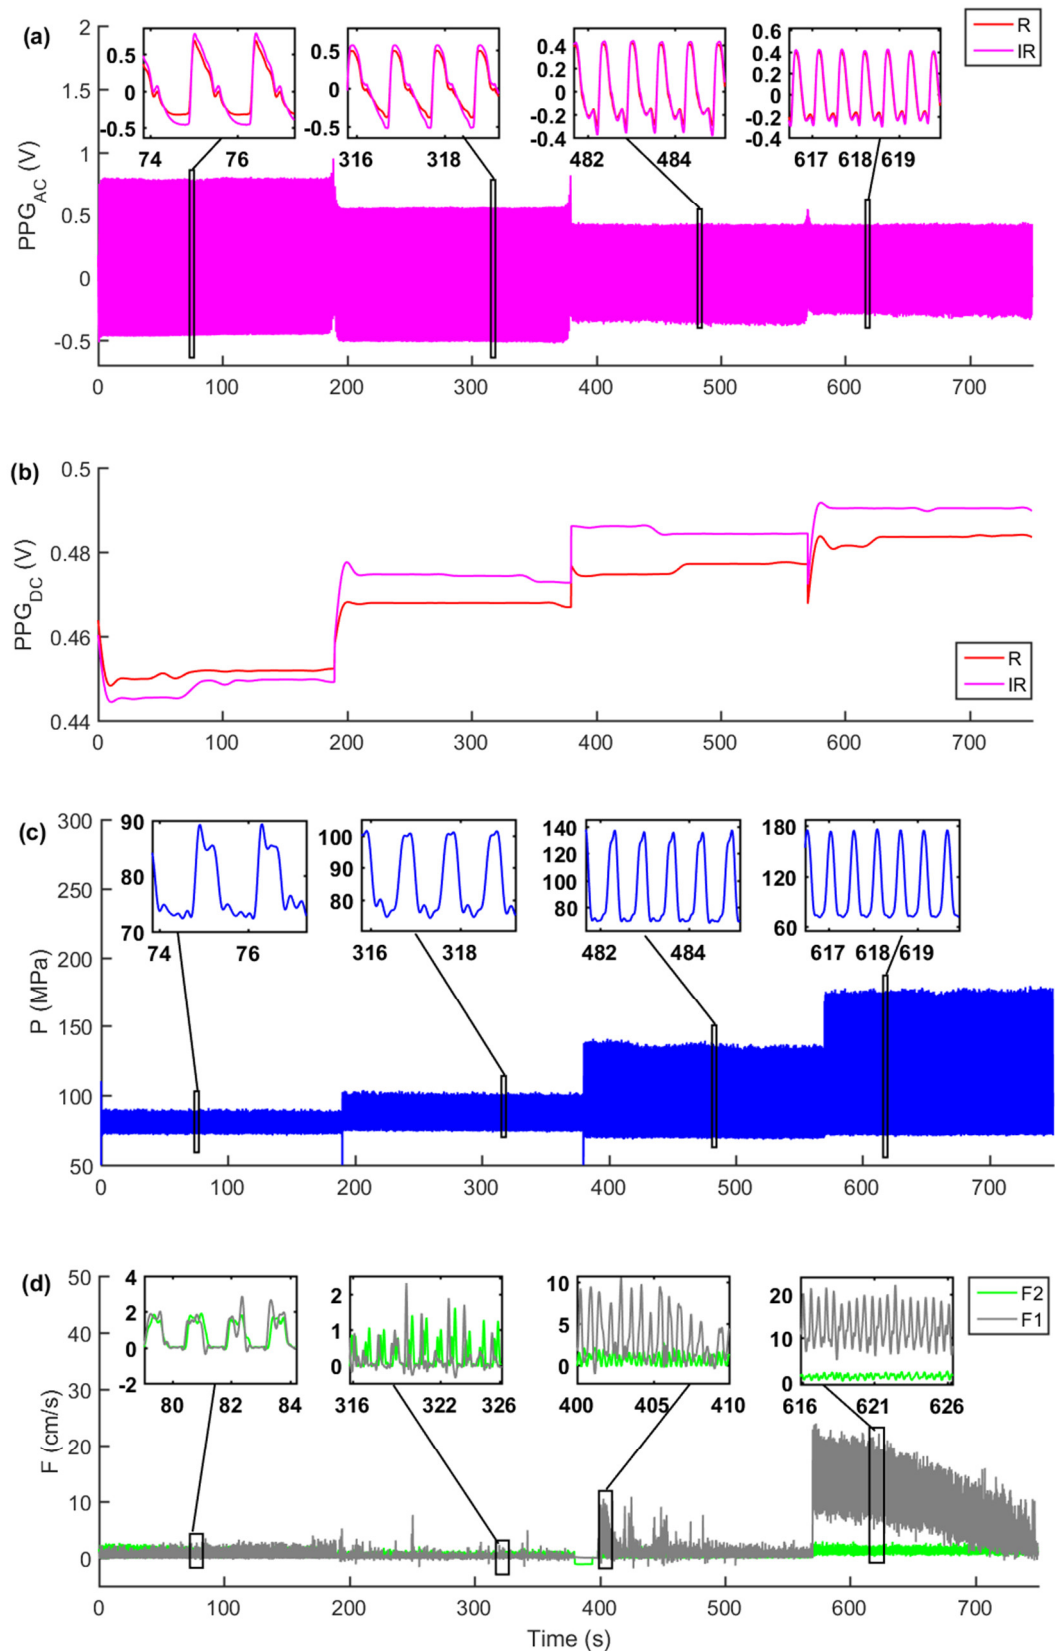 (a)
PPG_AC (V)
2
1.5
1
0.5
0
-0.5
0 100 200 300 400 500 600 700
0.5
0
-0.5
74 76
0.5
0
-0.5
316 318
0.4
0.2
0
-0.2
-0.4
482 484
0.6
0.4
0.2
0
-0.2
-0.4
617 618 619
R
IR
(b)
PPG_DC (V)
0.5
0.48
0.46
0.44
0 100 200 300 400 500 600 700
R
IR
(c)
P (MPa)
300
250
200
150
100
50
0 100 200 300 400 500 600 700
90
80
70
74 76
100
90
80
316 318
140
120
100
80
482 484
180
120
60
617 618 619
(d)
F (cm/s)
50
40
30
20
10
0
0 100 200 300 400 500 600 700
4
2
0
-2
80 82 84
2
1
0
316 322 326
10
5
0
400 405 410
20
10
0
616 621 626
F2
F1
Time (s)